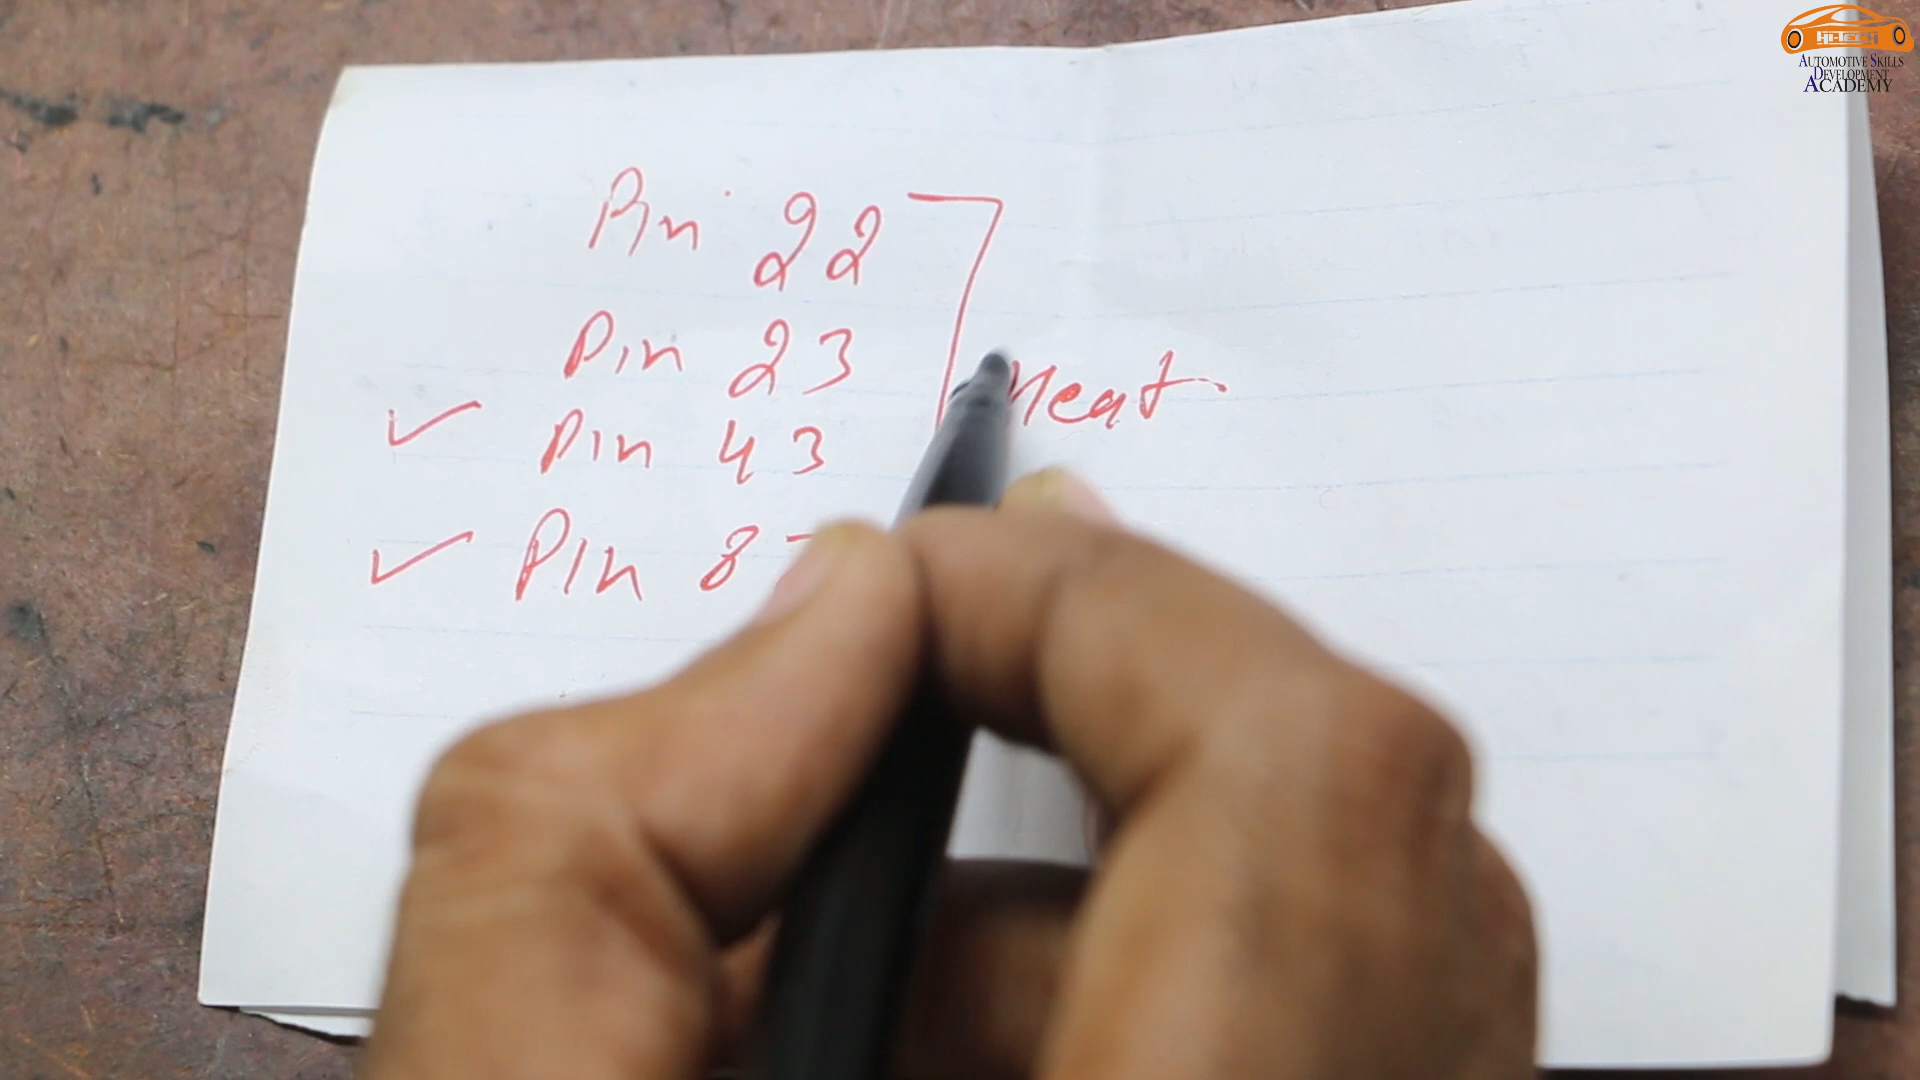 Pin 22
Pin 23
✓ Pin 43
✓ Pin 8
Heat
HI-TECH
AUTOMOTIVE SKILLS
DEVELOPMENT
ACADEMY